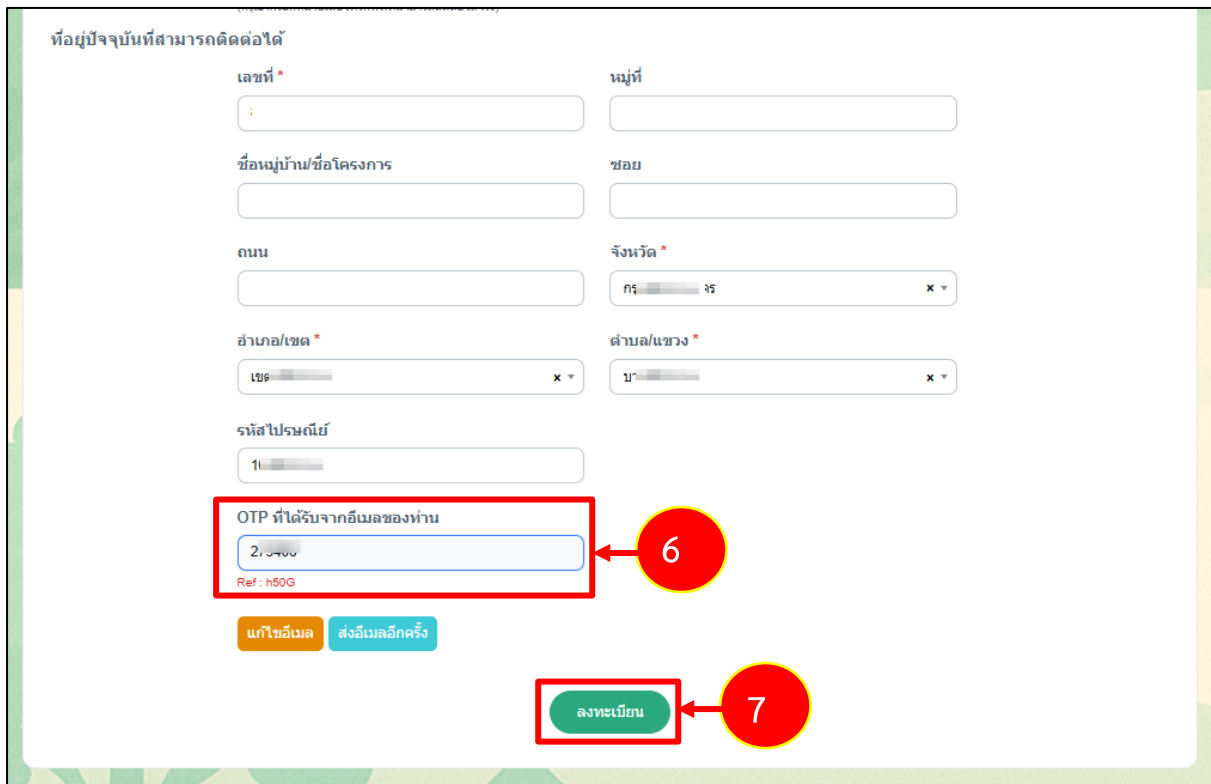 ที่อยู่ปัจจุบันที่สามารถติดต่อได้
เลขที่ * หมู่ที่
ชื่อหมู่บ้าน/ชื่อโครงการ ซอย
ถนน จังหวัด *
อำเภอ/เขต * ตำบล/แขวง *
รหัสไปรษณีย์
OTP ที่ได้รับจากอีเมลของท่าน
6
Ref : h50G
แก้ไขอีเมล ส่งอีเมลอีกครั้ง
ลงทะเบียน 7